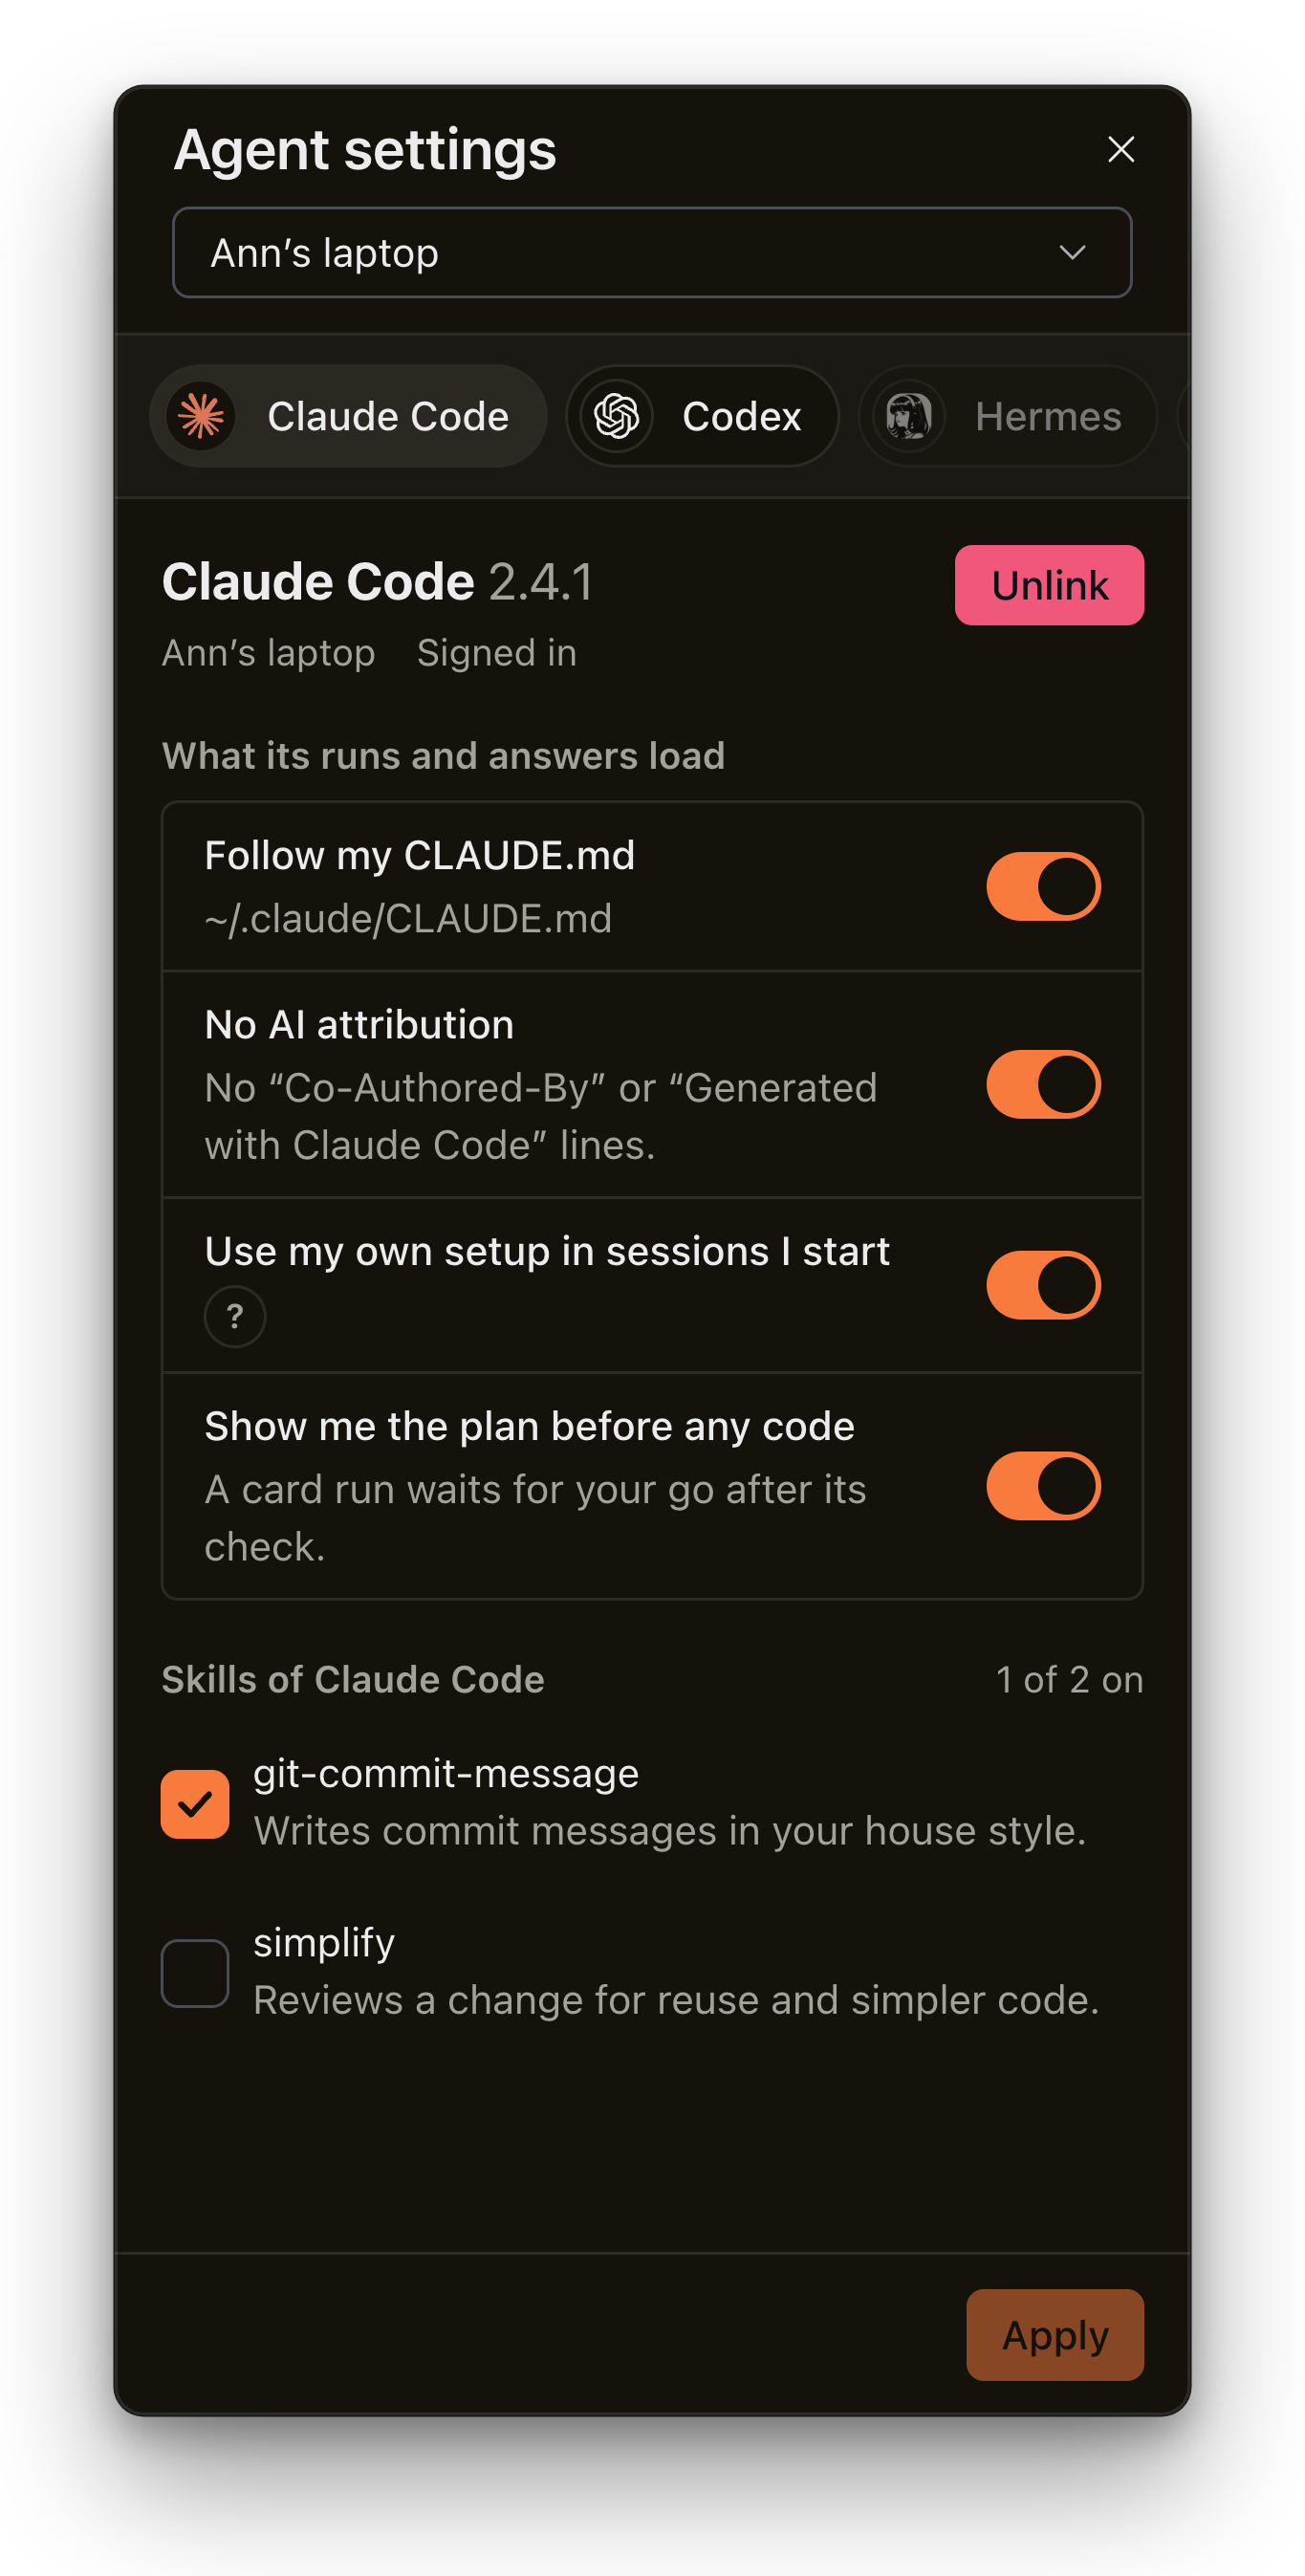 Agent settings
Ann’s laptop
Claude Code
Codex
Hermes
Claude Code 2.4.1
Unlink
Ann’s laptop Signed in
What its runs and answers load
Follow my CLAUDE.md
~/.claude/CLAUDE.md
No AI attribution
No “Co-Authored-By” or “Generated
with Claude Code” lines.
Use my own setup in sessions I start
?
Show me the plan before any code
A card run waits for your go after its
check.
Skills of Claude Code
1 of 2 on
git-commit-message
Writes commit messages in your house style.
simplify
Reviews a change for reuse and simpler code.
Apply